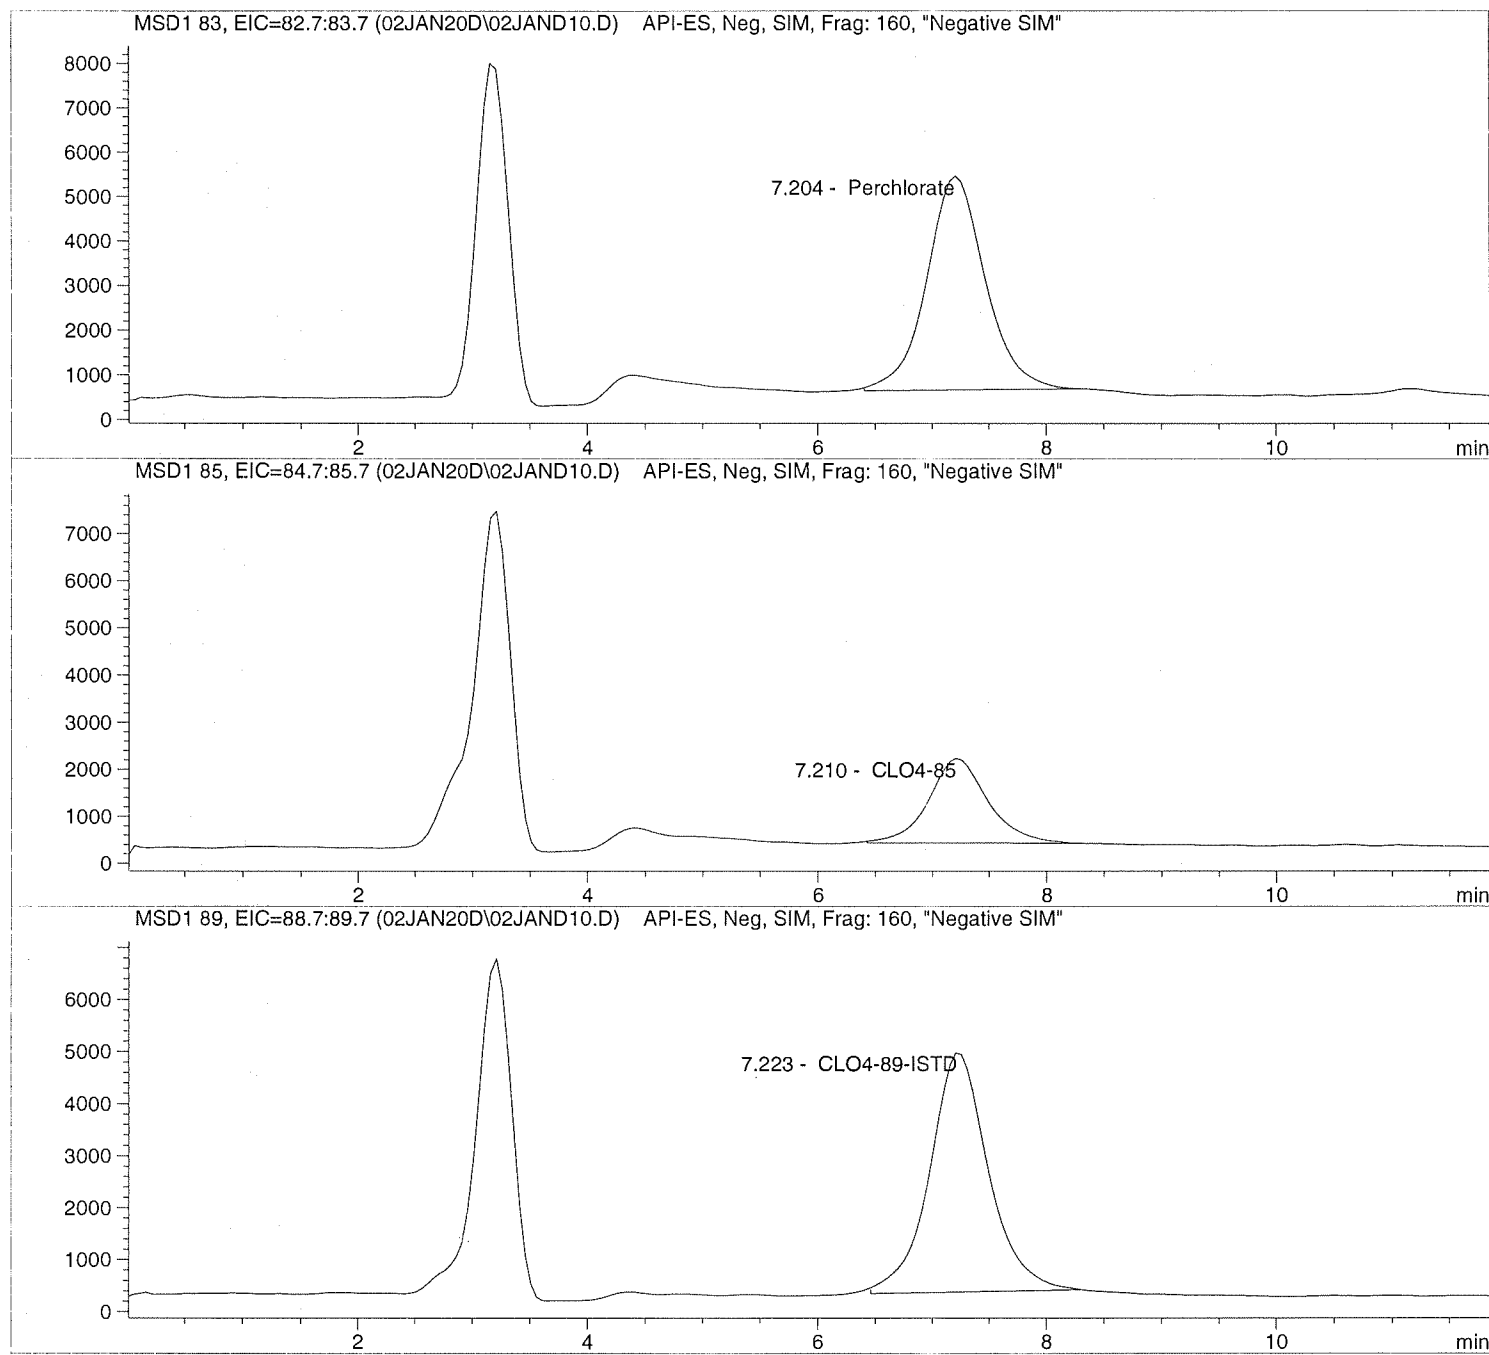 MSD1 83, EIC=82.7:83.7 (02JAN20D\02JAND10.D) API-ES, Neg, SIM, Frag: 160, "Negative SIM"
8000
7000
6000
5000
4000
3000
2000
1000
0
7.204 - Perchlorate
2 4 6 8 10 min
MSD1 85, EIC=84.7:85.7 (02JAN20D\02JAND10.D) API-ES, Neg, SIM, Frag: 160, "Negative SIM"
7000
6000
5000
4000
3000
2000
1000
0
7.210 - CLO4-85
2 4 6 8 10 min
MSD1 89, EIC=88.7:89.7 (02JAN20D\02JAND10.D) API-ES, Neg, SIM, Frag: 160, "Negative SIM"
6000
5000
4000
3000
2000
1000
0
7.223 - CLO4-89-ISTD
2 4 6 8 10 min